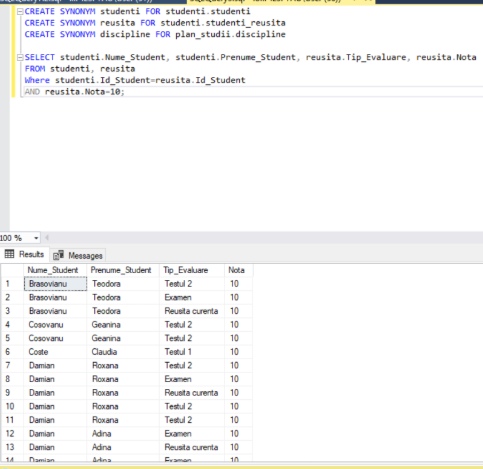 CREATE SYNONYM studenti FOR studenti.studenti
CREATE SYNONYM reusita FOR studenti.studenti_reusita
CREATE SYNONYM discipline FOR plan_studii.discipline
SELECT studenti.Nume_Student, studenti.Prenume_Student, reusita.Tip_Evaluare, reusita.Nota
FROM studenti, reusita
Where studenti.Id_Student=reusita.Id_Student
AND reusita.Nota=10;
100 %
Results Messages
Nume_Student Prenume_Student Tip_Evaluare Nota
1 Brasovianu Teodora Testul 2 10
2 Brasovianu Teodora Examen 10
3 Brasovianu Teodora Reusita curenta 10
4 Cosovanu Geanina Testul 2 10
5 Cosovanu Geanina Testul 2 10
6 Coste Claudia Testul 1 10
7 Damian Roxana Testul 2 10
8 Damian Roxana Examen 10
9 Damian Roxana Reusita curenta 10
10 Damian Roxana Testul 2 10
11 Damian Roxana Testul 2 10
12 Damian Adina Examen 10
13 Damian Adina Reusita curenta 10
14 Damian Adina Examen 10